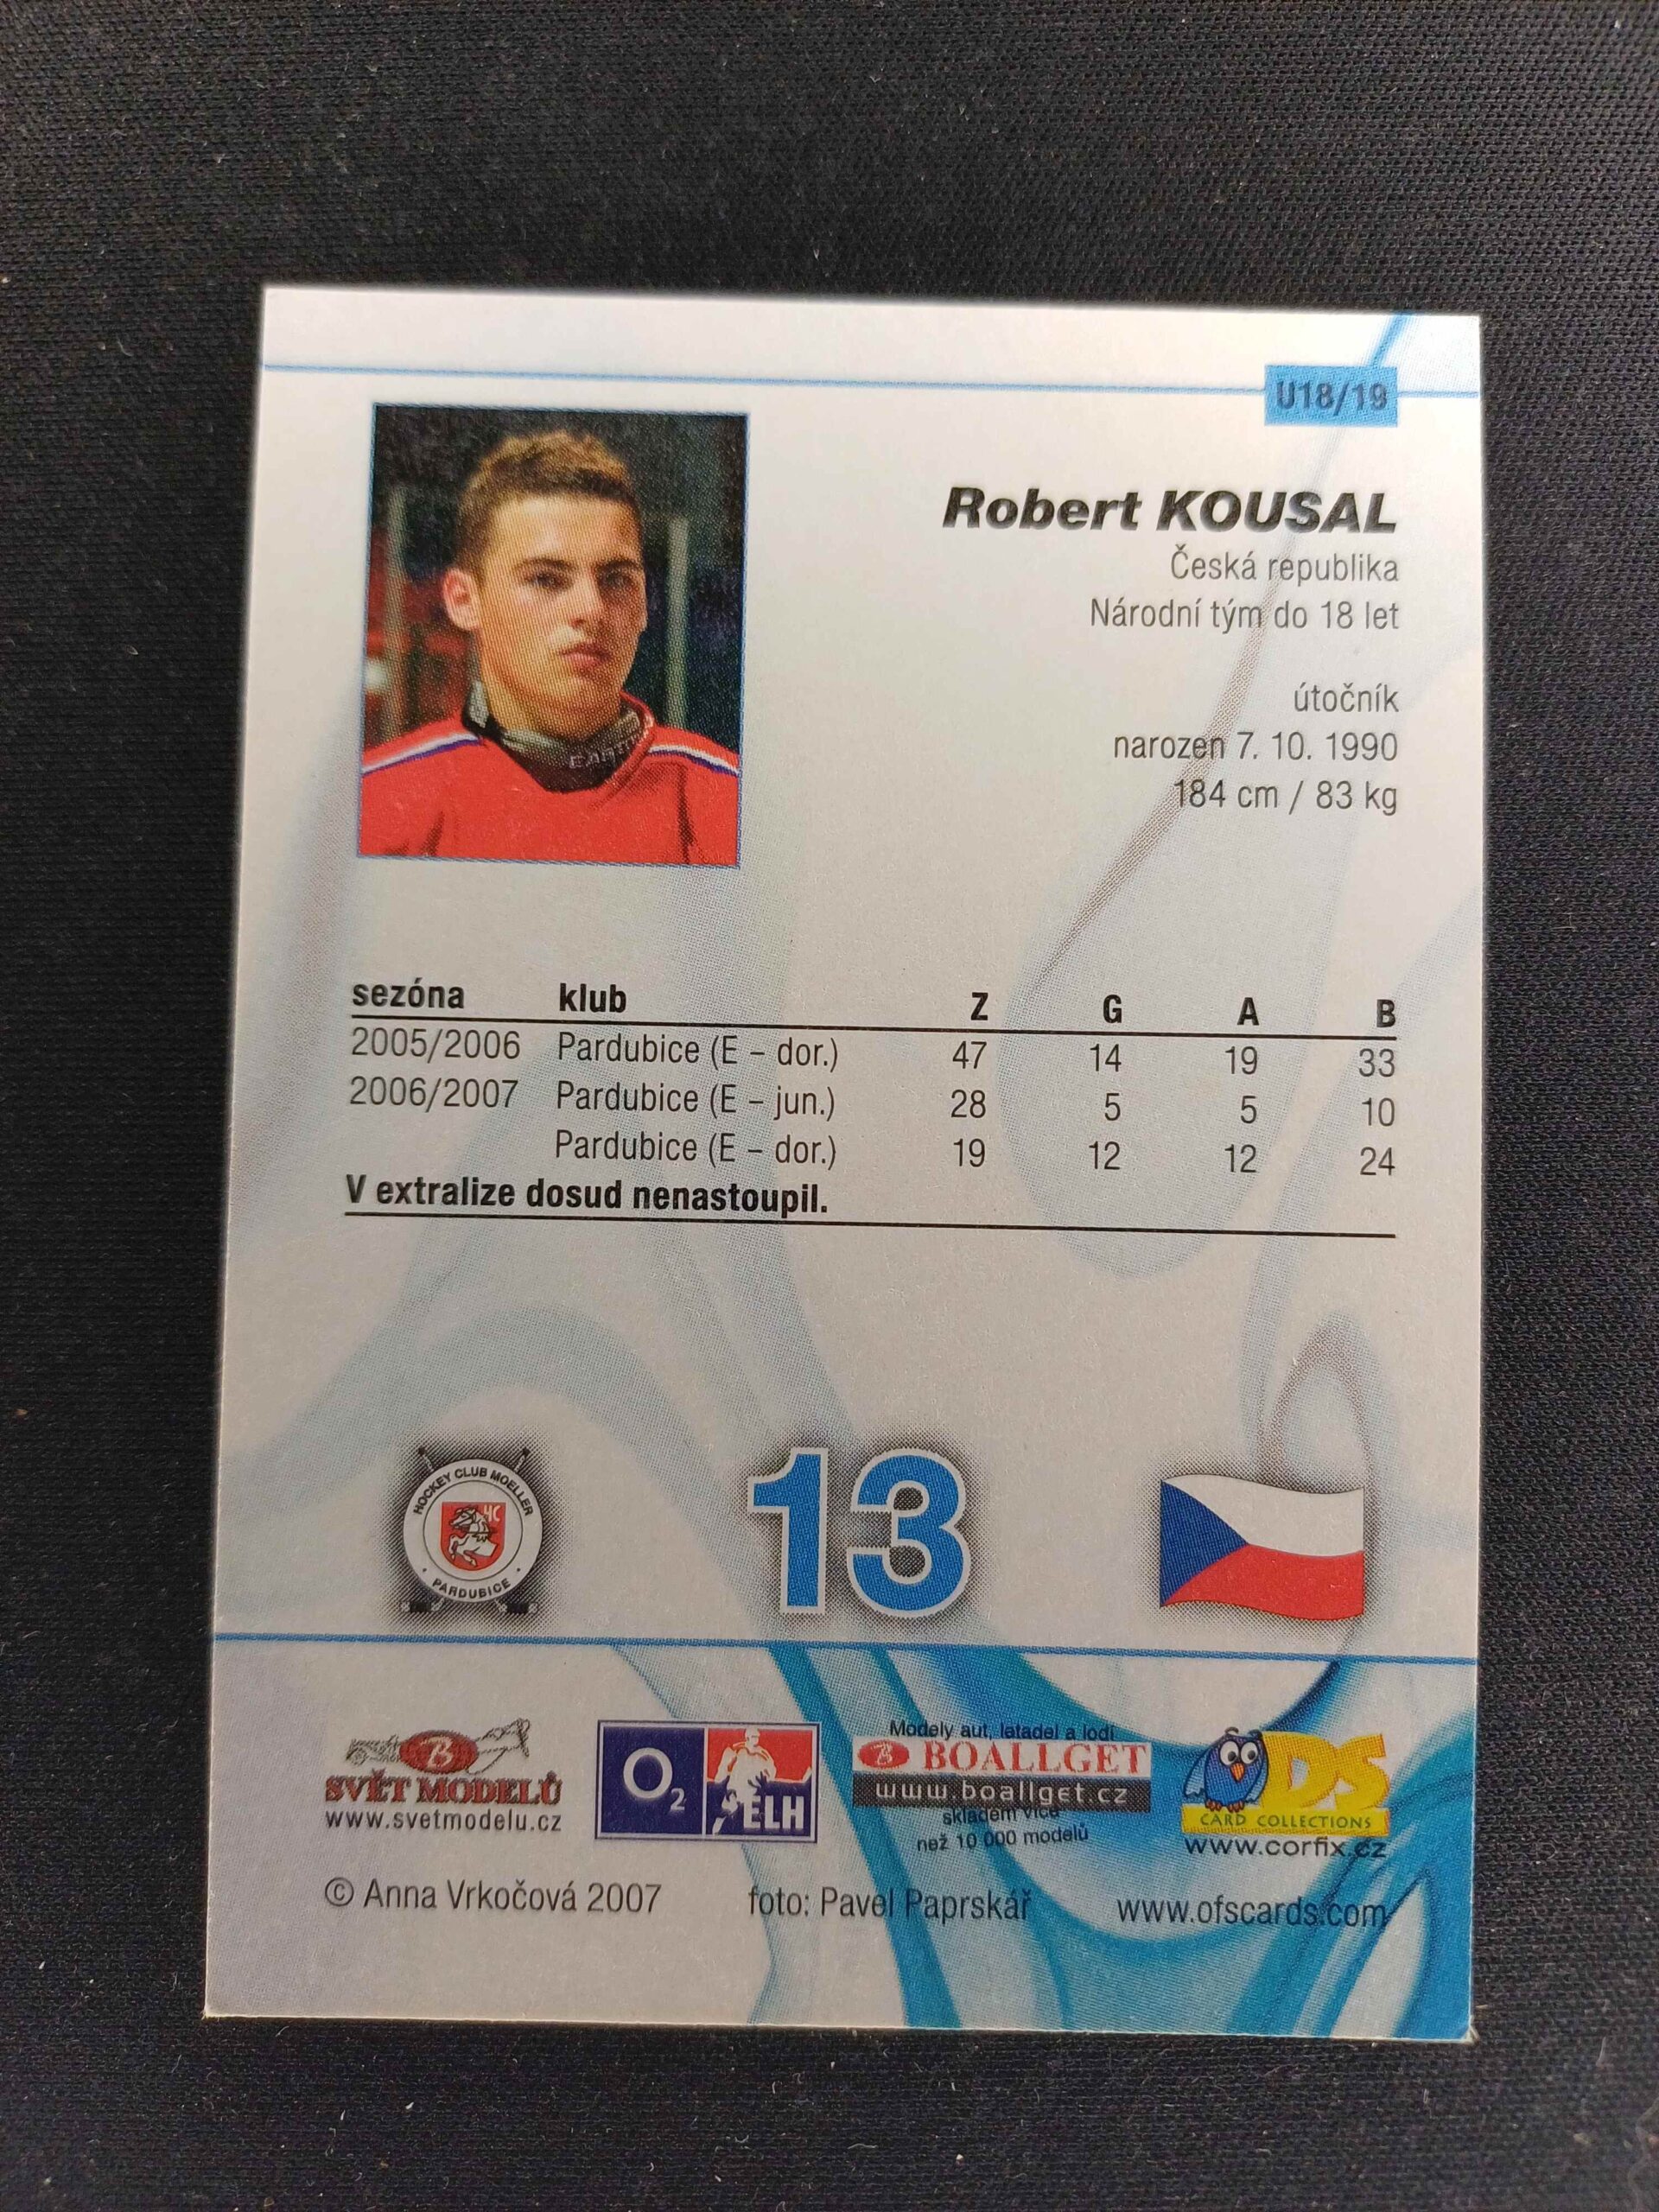 U18/19
Robert KOUSAL
Česká republika
Národní tým do 18 let
útočník
narozen 7. 10. 1990
184 cm / 83 kg
sezóna klub Z G A B
2005/2006 Pardubice (E – dor.) 47 14 19 33
2006/2007 Pardubice (E – jun.) 28 5 5 10
Pardubice (E – dor.) 19 12 12 24
V extralize dosud nenastoupil.
HOCKEY CLUB MOELLER
HC
PARDUBICE
13
B
SVĚT MODELŮ
www.svetmodelu.cz
O2
ELH
Modely aut, letadel a lodí
B BOALLGET
www.boallget.cz
skladem více
než 10 000 modelů
DS
CARD COLLECTIONS
www.corfix.cz
© Anna Vrkočová 2007
foto: Pavel Paprskář
www.ofscards.com